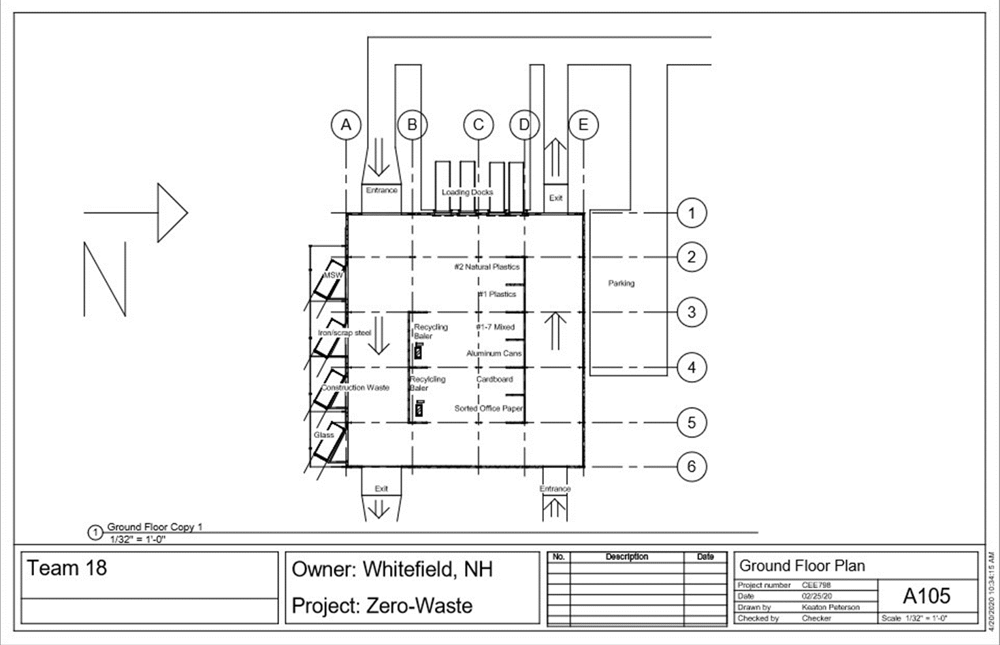 A B C D E
Entrance
Loading Docks
Exit
1
2
#2 Natural Plastics
MSW
Parking
#1 Plastics
3
Recycling
Baler
#1-7 Mixed
Iron/scrap steel
Aluminum Cans
4
Recylcling
Baler
Cardboard
Construction Waste
Sorted Office Paper
5
Glass
6
Exit
Entrance
N
1
Ground Floor Copy 1
1/32" = 1'-0"
Team 18
Owner: Whitefield, NH
Project: Zero-Waste
No. Description Date
Ground Floor Plan
Project number CEE798
Date 02/25/20
Drawn by Keaton Peterson
Checked by Checker
A105
Scale 1/32" = 1'-0"
4/20/2020 10:34:15 AM